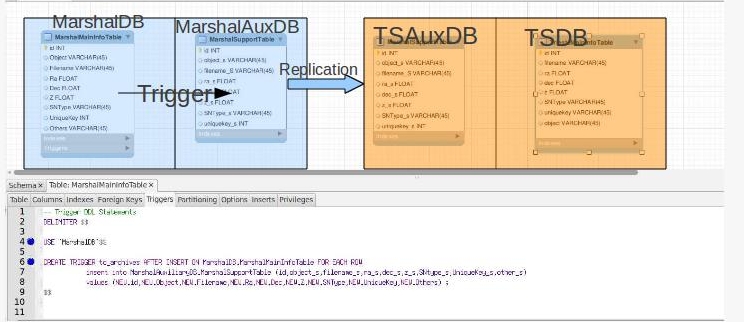 MarshalDB
MarshalAuxDB
TSAuxDB
TSDB
MarshalMainInfoTable
id INT
Object VARCHAR(45)
Filename VARCHAR(45)
Ra FLOAT
Dec FLOAT
Z FLOAT
SNType VARCHAR(45)
UniqueKey INT
Others VARCHAR(45)
Indexes
Triggers
Trigger
MarshalSupportTable
id INT
object_s VARCHAR(45)
filename_S VARCHAR(45)
ra_s FLOAT
dec_s FLOAT
z_s FLOAT
SNType_s VARCHAR(45)
uniquekey_s INT
Replication
id INT
object_s VARCHAR(45)
filename_S VARCHAR(45)
ra_s FLOAT
dec_s FLOAT
z_s FLOAT
SNType_s VARCHAR(45)
uniquekey_s INT
Indexes
id INT
filename VARCHAR(45)
ra FLOAT
dec FLOAT
z FLOAT
SNType VARCHAR(45)
uniquekey VARCHAR(45)
object VARCHAR(45)
Schema Table: MarshalMainInfoTable
Table Columns Indexes Foreign Keys Triggers Partitioning Options Inserts Privileges
1 -- Trigger DDL Statements
2 DELIMITER $$
3
4 USE `MarshalDB`$$
5
6 CREATE TRIGGER to_archives AFTER INSERT ON MarshalDB.MarshalMainInfoTable FOR EACH ROW
7 insert into MarshalAuxiliaryDB.MarshalSupportTable (id,object_s,filename_s,ra_s,dec_s,z_s,SNtype_s,UniqueKey_s,other_s)
8 values (NEW.id,NEW.Object,NEW.Filename,NEW.Ra,NEW.Dec,NEW.Z,NEW.SNType,NEW.UniqueKey,NEW.Others) ;
9 $$
10
11